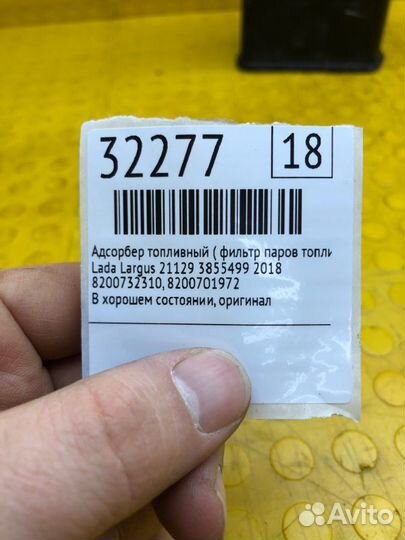 32277 18
Адсорбер топливный ( фильтр паров топли
Lada Largus 21129 3855499 2018
8200732310, 8200701972
В хорошем состоянии, оригинал
Avito